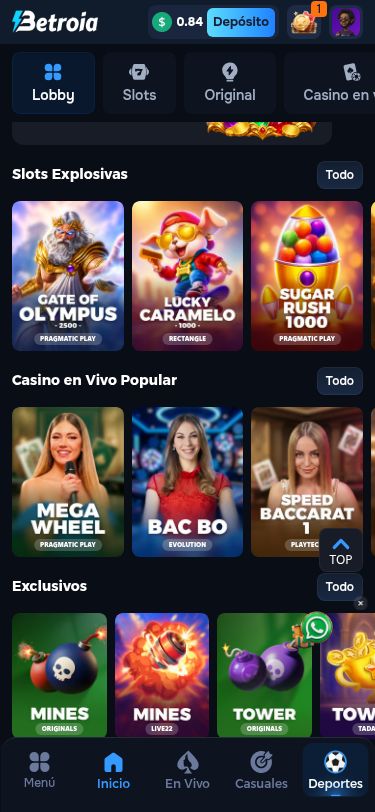 Betroia
$ 0.84 Depósito
1
Lobby
Slots
Original
Casino en v
Slots Explosivas
Todo
GATE OF
OLYMPUS
- 2500 -
PRAGMATIC PLAY
LUCKY
CARAMELO
- 1000 -
RECTANGLE
SUGAR
RUSH
1000
PRAGMATIC PLAY
Casino en Vivo Popular
Todo
MEGA
WHEEL
PRAGMATIC PLAY
BAC BO
EVOLUTION
SPEED
BACCARAT
1
PLAYTEC
TOP
Exclusivos
Todo
MINES
ORIGINALS
MINES
LIVE22
TOWER
ORIGINALS
TOW
TADA
Menú
Inicio
En Vivo
Casuales
Deportes